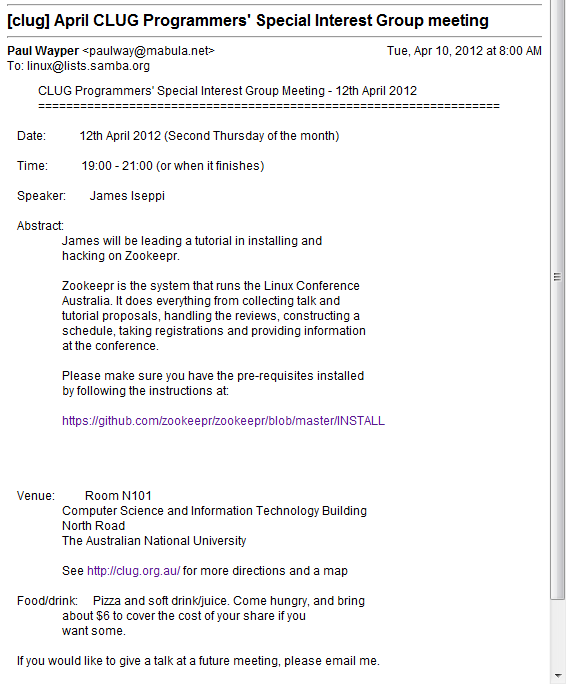 [clug] April CLUG Programmers' Special Interest Group meeting
Paul Wayper <paulway@mabula.net> Tue, Apr 10, 2012 at 8:00 AM
To: linux@lists.samba.org
CLUG Programmers' Special Interest Group Meeting - 12th April 2012
==================================================================
Date: 12th April 2012 (Second Thursday of the month)
Time: 19:00 - 21:00 (or when it finishes)
Speaker: James Iseppi
Abstract:
James will be leading a tutorial in installing and
hacking on Zookeepr.
Zookeepr is the system that runs the Linux Conference
Australia. It does everything from collecting talk and
tutorial proposals, handling the reviews, constructing a
schedule, taking registrations and providing information
at the conference.
Please make sure you have the pre-requisites installed
by following the instructions at:
https://github.com/zookeepr/zookeepr/blob/master/INSTALL
Venue: Room N101
Computer Science and Information Technology Building
North Road
The Australian National University
See http://clug.org.au/ for more directions and a map
Food/drink: Pizza and soft drink/juice. Come hungry, and bring
about $6 to cover the cost of your share if you
want some.
If you would like to give a talk at a future meeting, please email me.